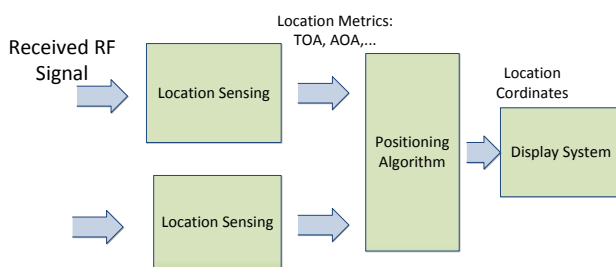 Received RF
Signal
Location Sensing
Location Metrics:
TOA, AOA,...
Positioning
Algorithm
Location
Cordinates
Display System
Location Sensing